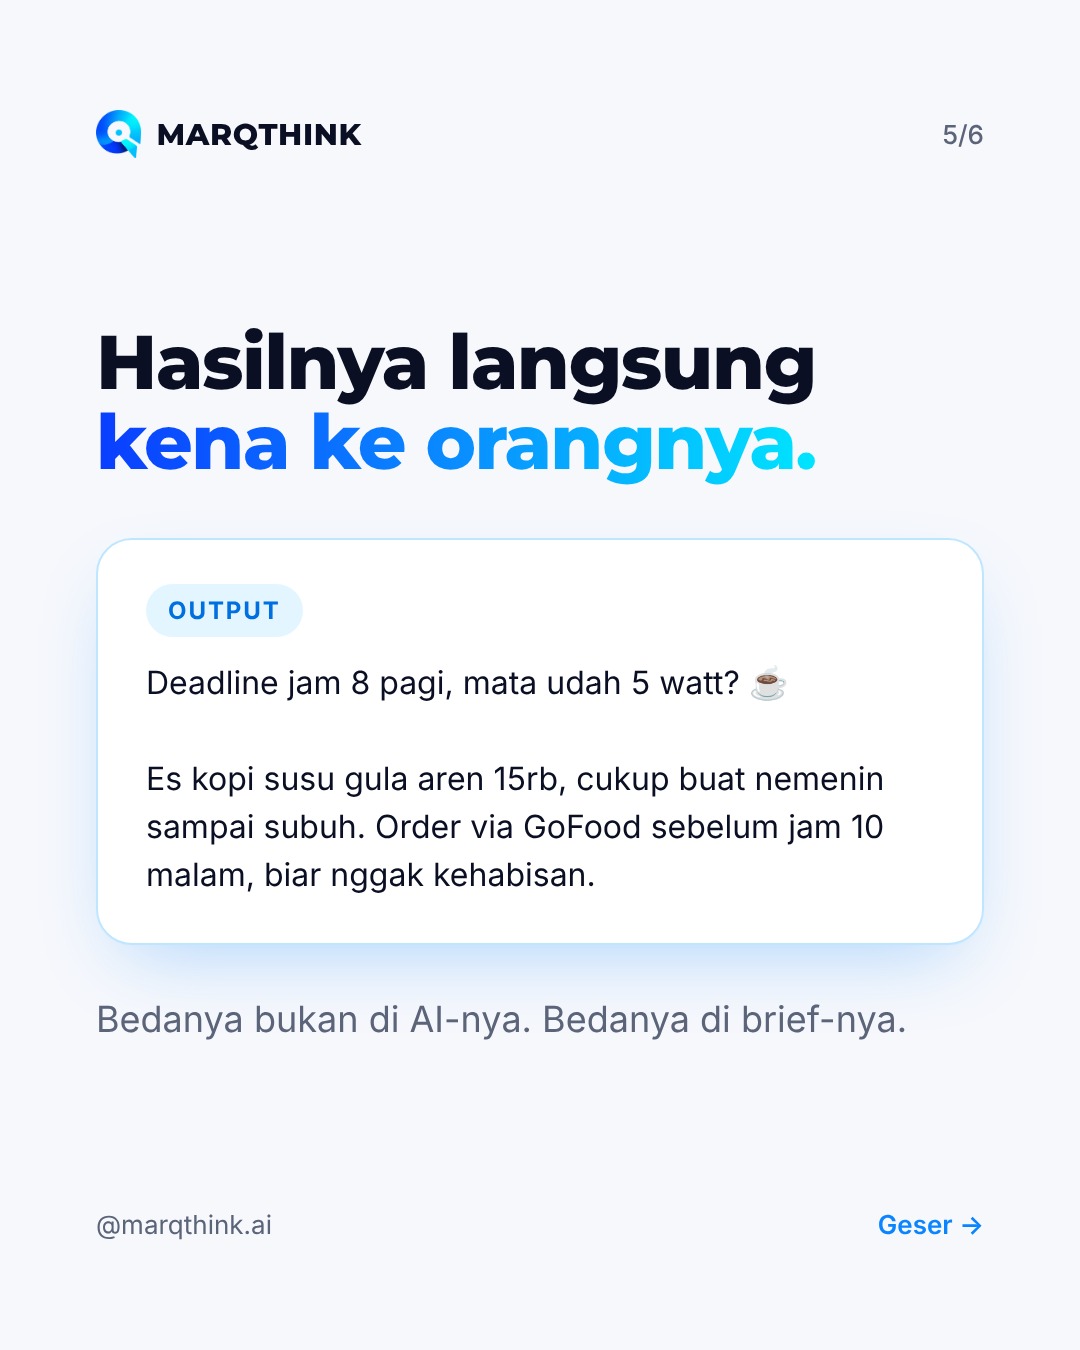 MARQTHINK
5/6
Hasilnya langsung
kena ke orangnya.
OUTPUT
Deadline jam 8 pagi, mata udah 5 watt? ☕
Es kopi susu gula aren 15rb, cukup buat nemenin
sampai subuh. Order via GoFood sebelum jam 10
malam, biar nggak kehabisan.
Bedanya bukan di AI-nya. Bedanya di brief-nya.
@marqthink.ai
Geser →